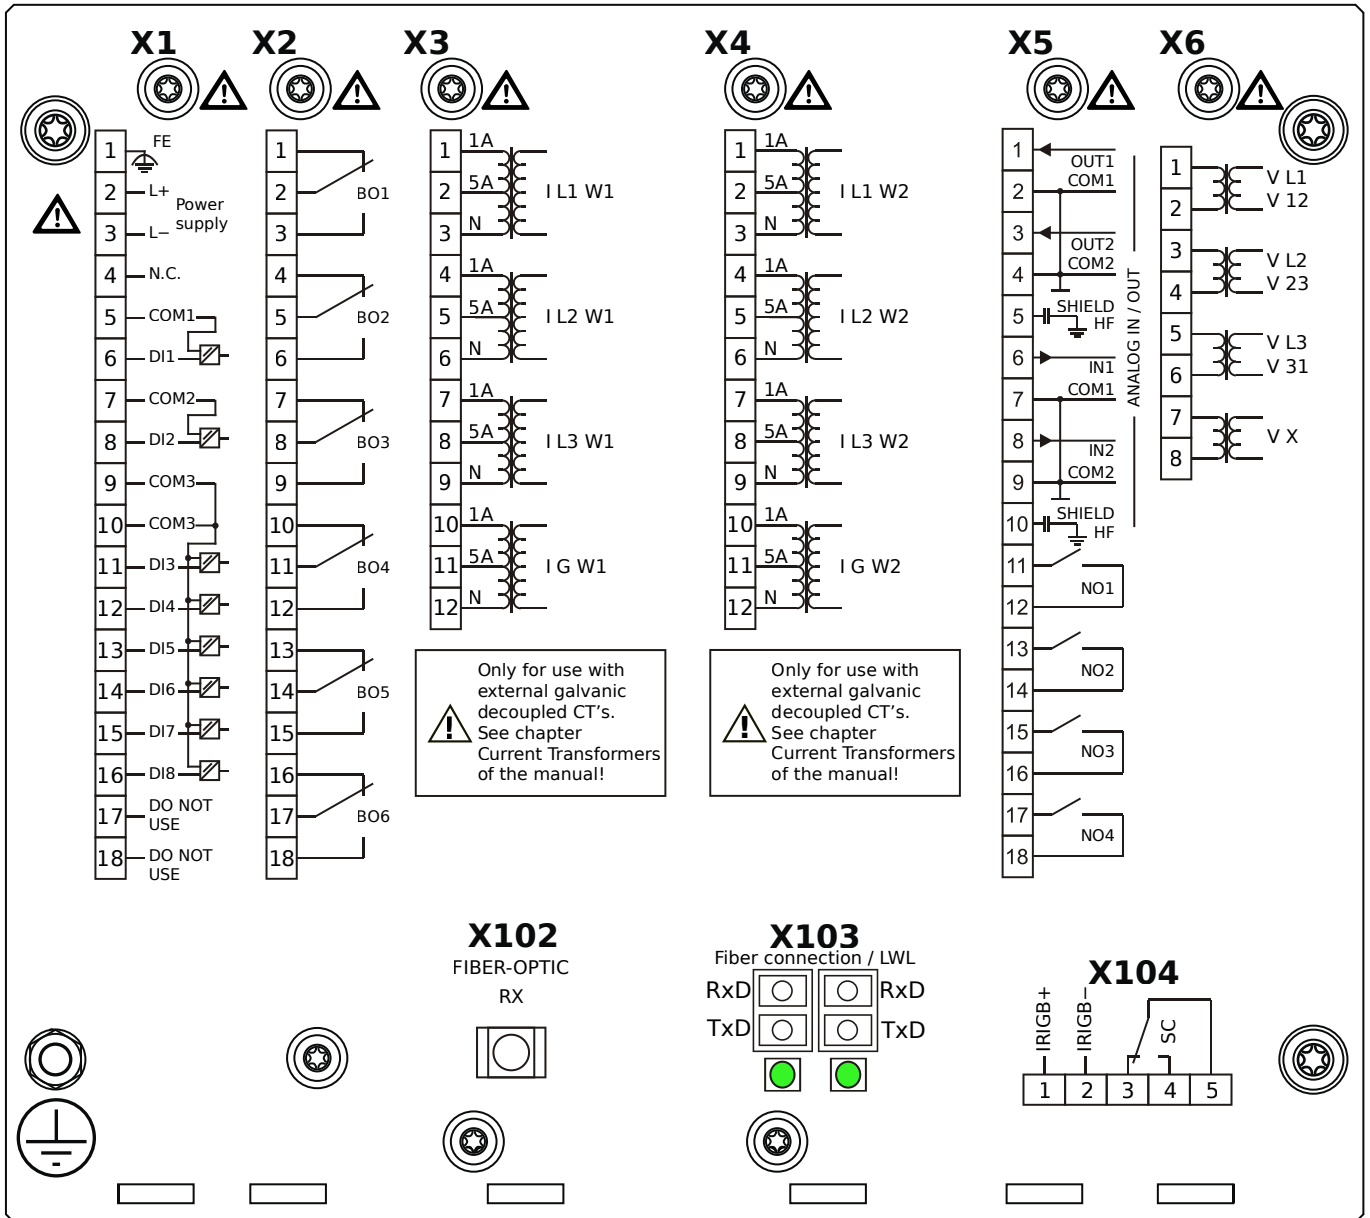 X1
X2
X3
X4
X5
X6
1 FE
2 L+
Power
supply
3 L−
4 N.C.
5 COM1
6 DI1
7 COM2
8 DI2
9 COM3
10 COM3
11 DI3
12 DI4
13 DI5
14 DI6
15 DI7
16 DI8
17 DO NOT
USE
18 DO NOT
USE
1
2 BO1
3
4
5 BO2
6
7
8 BO3
9
10
11 BO4
12
13
14 BO5
15
16
17 BO6
18
1 1A
2 5A I L1 W1
3 N
4 1A
5 5A I L2 W1
6 N
7 1A
8 5A I L3 W1
9 N
10 1A
11 5A I G W1
12 N
Only for use with
external galvanic
decoupled CT's.
See chapter
Current Transformers
of the manual!
1 1A
2 5A I L1 W2
3 N
4 1A
5 5A I L2 W2
6 N
7 1A
8 5A I L3 W2
9 N
10 1A
11 5A I G W2
12 N
Only for use with
external galvanic
decoupled CT's.
See chapter
Current Transformers
of the manual!
1
OUT1
2 COM1
3
OUT2
4 COM2
5 SHIELD
HF
6
IN1
7 COM1
8
IN2
9 COM2
10 SHIELD
HF
ANALOG IN / OUT
11
NO1
12
13
NO2
14
15
NO3
16
17
NO4
18
1
V L1
2
V 12
3
V L2
4
V 23
5
V L3
6
V 31
7
V X
8
X102
FIBER-OPTIC
RX
X103
Fiber connection / LWL
RxD RxD
TxD TxD
X104
IRIGB+
IRIGB−
SC
1 2 3 4 5